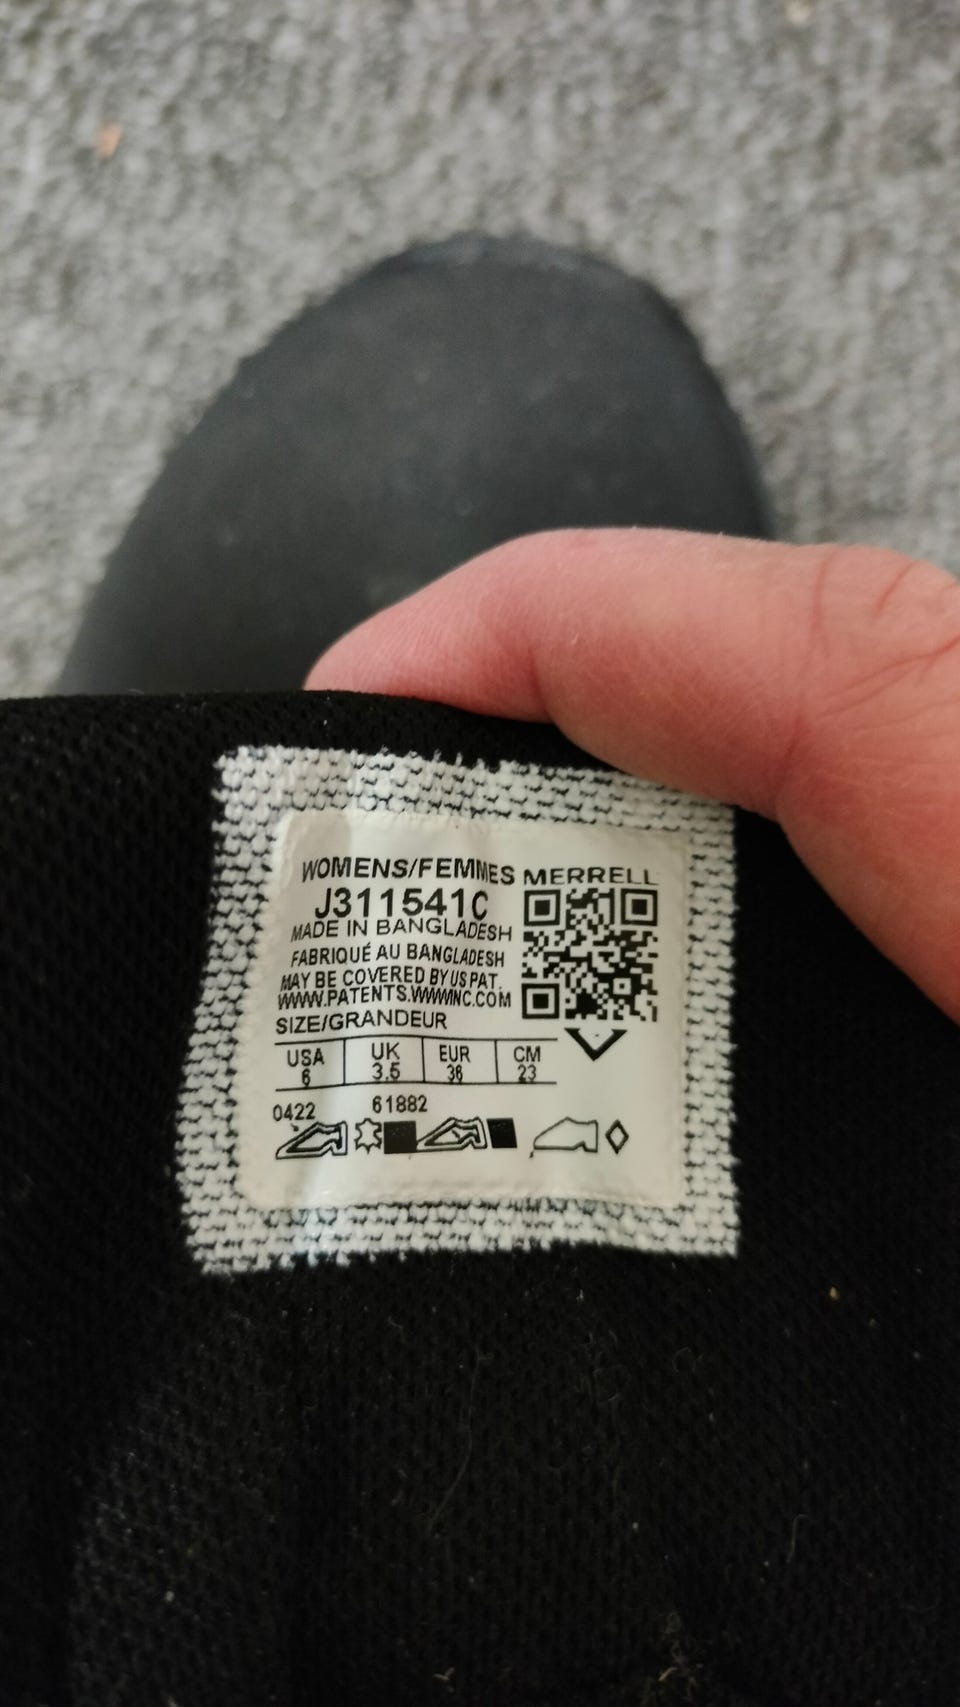 WOMENS/FEMMES MERRELL
J311541C
MADE IN BANGLADESH
FABRIQUÉ AU BANGLADESH
MAY BE COVERED BY US PAT.
WWW.PATENTS.WWWINC.COM
SIZE/GRANDEUR
USA UK EUR CM
6 3.5 36 23
0422 61882